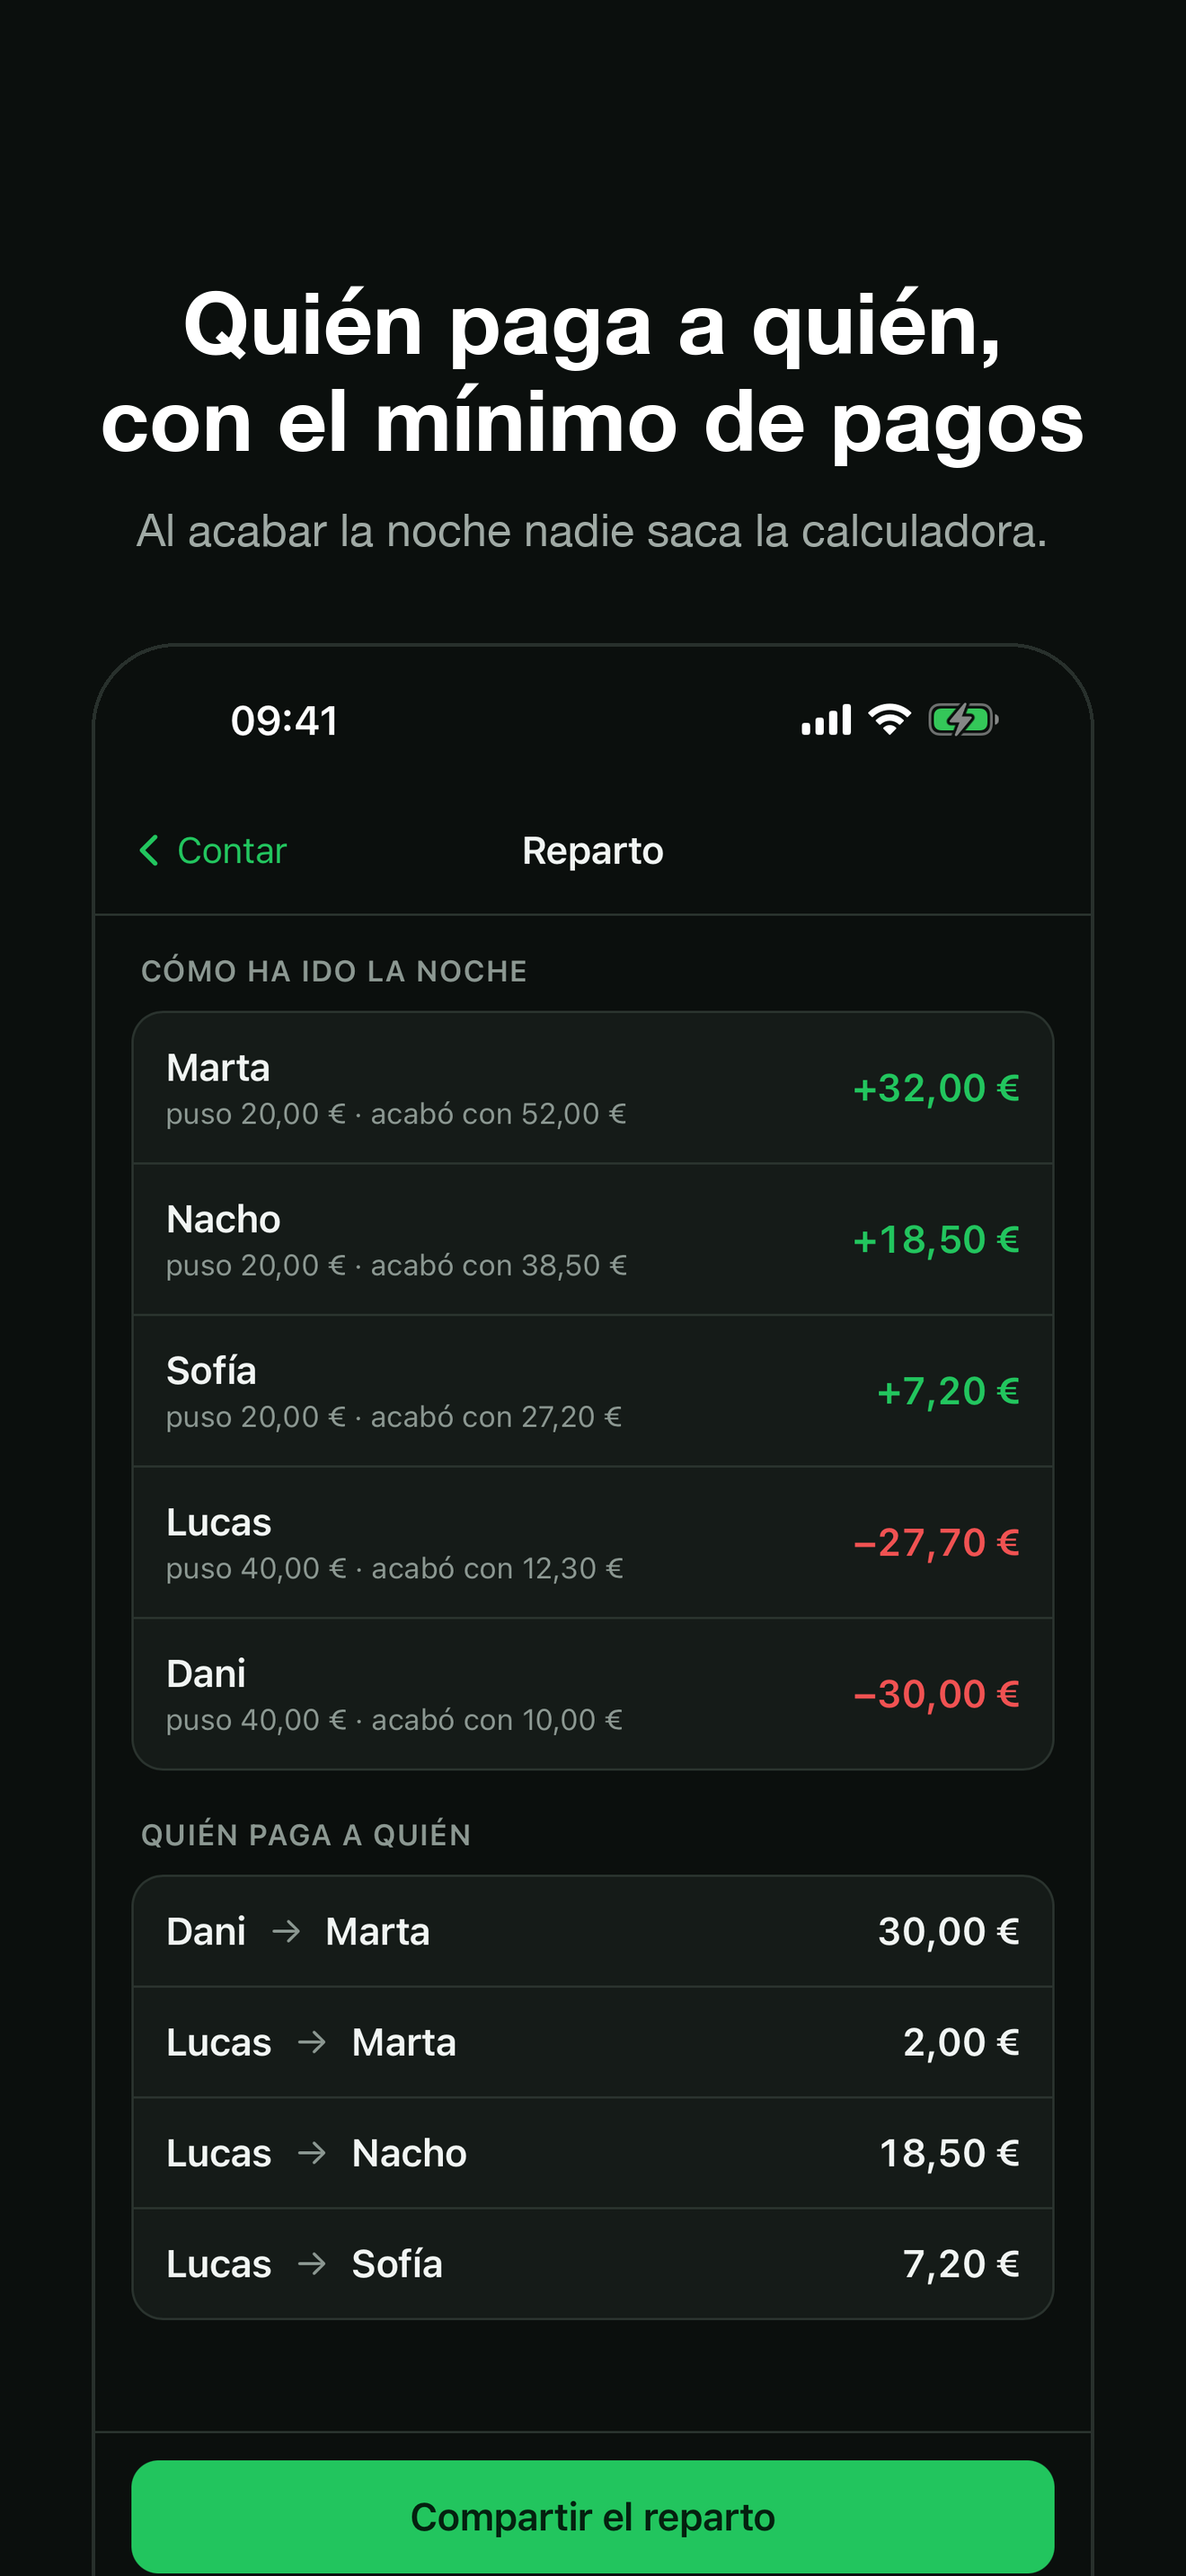 Quién paga a quién,
con el mínimo de pagos
Al acabar la noche nadie saca la calculadora.
09:41
Contar
Reparto
CÓMO HA IDO LA NOCHE
Marta
puso 20,00 € · acabó con 52,00 €
+32,00 €
Nacho
puso 20,00 € · acabó con 38,50 €
+18,50 €
Sofía
puso 20,00 € · acabó con 27,20 €
+7,20 €
Lucas
puso 40,00 € · acabó con 12,30 €
−27,70 €
Dani
puso 40,00 € · acabó con 10,00 €
−30,00 €
QUIÉN PAGA A QUIÉN
Dani → Marta 30,00 €
Lucas → Marta 2,00 €
Lucas → Nacho 18,50 €
Lucas → Sofía 7,20 €
Compartir el reparto